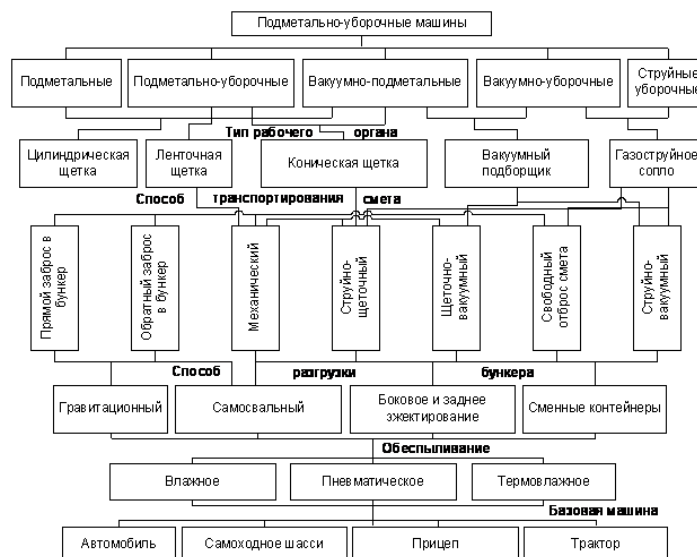 Подметально-уборочные машины
Подметальные
Подметально-уборочные
Вакуумно-подметальные
Вакуумно-уборочные
Струйные
уборочные
Тип рабочего органа
Цилиндрическая
щетка
Ленточная
щетка
Коническая щетка
Вакуумный
подборщик
Газоструйное
сопло
Способ транспортирования смета
Прямой заброс в
бункер
Обратный заброс
в бункер
Механический
Струйно-
щеточный
Щеточно-
вакуумный
Свободный
отброс смета
Струйно-
вакуумный
Способ разгрузки бункера
Гравитационный
Самосвальный
Боковое и заднее
эжектирование
Сменные контейнеры
Обеспыливание
Влажное
Пневматическое
Термовлажное
Базовая машина
Автомобиль
Самоходное шасси
Прицеп
Трактор